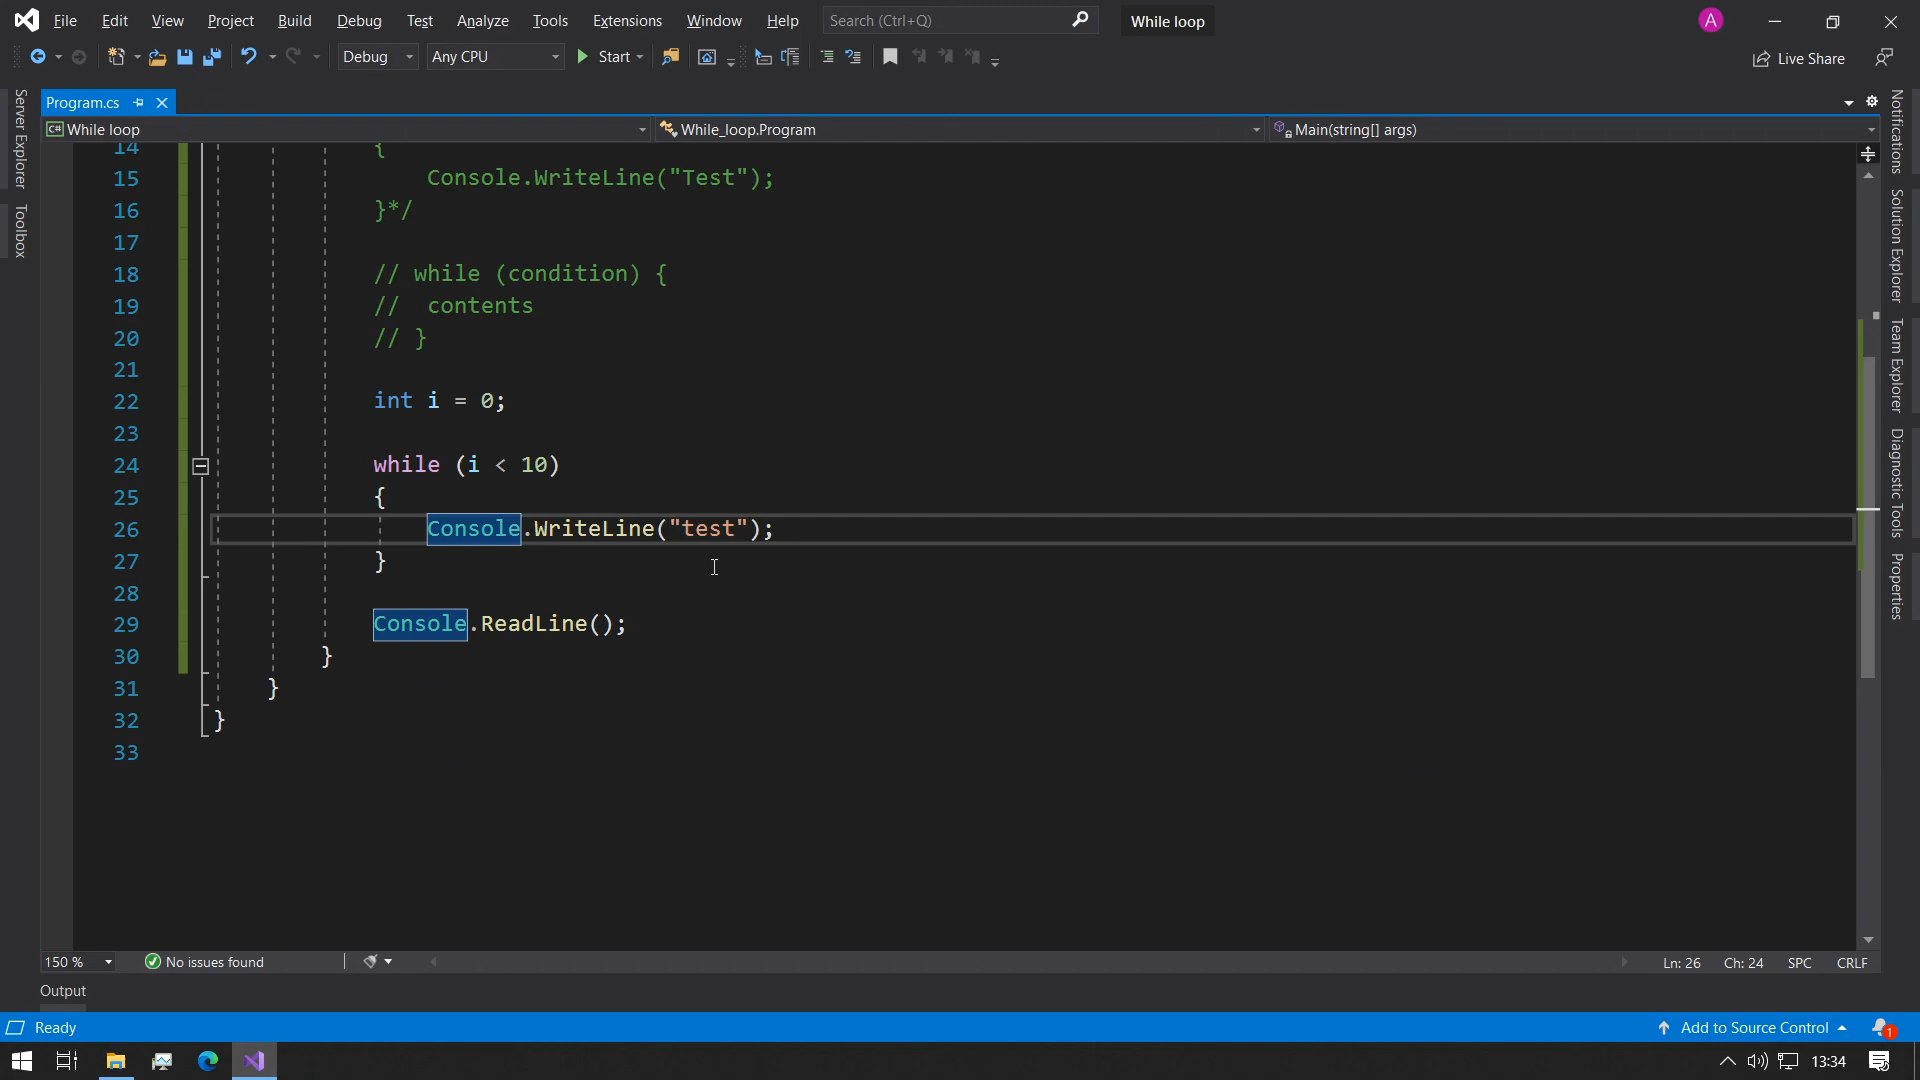 File Edit View Project Build Debug Test Analyze Tools Extensions Window Help Search (Ctrl+Q) While loop A
Debug Any CPU Start Live Share
Server Explorer
Toolbox
Program.cs
C# While loop While_loop.Program Main(string[] args)
14 {
15 Console.WriteLine("Test");
16 }*/
17
18 // while (condition) {
19 // contents
20 // }
21
22 int i = 0;
23
24 while (i < 10)
25 {
26 Console.WriteLine("test");
27 }
28
29 Console.ReadLine();
30 }
31 }
32 }
33
Notifications
Solution Explorer
Team Explorer
Diagnostic Tools
Properties
150 % No issues found Ln: 26 Ch: 24 SPC CRLF
Output
Ready Add to Source Control 1
13:34